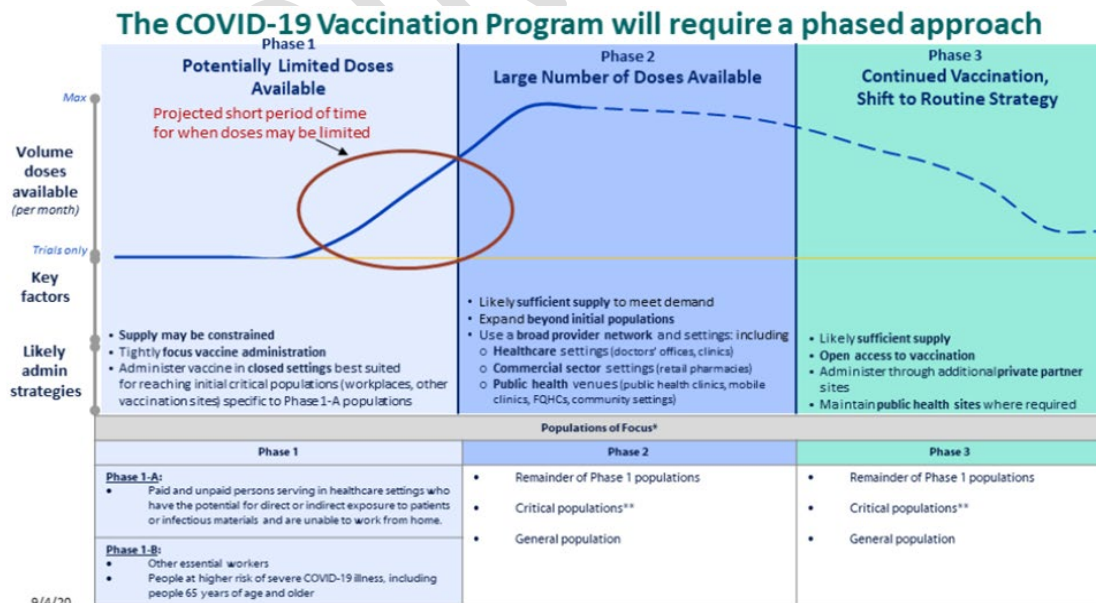 The COVID-19 Vaccination Program will require a phased approach
Phase 1
Potentially Limited Doses
Available
Phase 2
Large Number of Doses Available
Phase 3
Continued Vaccination,
Shift to Routine Strategy
Max
Projected short period of time
for when doses may be limited
Volume
doses
available
(per month)
Trials only
Key
factors
Likely
admin
strategies
• Supply may be constrained
• Tightly focus vaccine administration
• Administer vaccine in closed settings best suited
for reaching initial critical populations (workplaces, other
vaccination sites) specific to Phase 1-A populations
• Likely sufficient supply to meet demand
• Expand beyond initial populations
• Use a broad provider network and settings: including
o Healthcare settings (doctors' offices, clinics)
o Commercial sector settings (retail pharmacies)
o Public health venues (public health clinics, mobile
clinics, FQHCs, community settings)
• Likely sufficient supply
• Open access to vaccination
• Administer through additional private partner
sites
• Maintain public health sites where required
Populations of Focus*
Phase 1
Phase 2
Phase 3
Phase 1-A:
• Paid and unpaid persons serving in healthcare settings who
have the potential for direct or indirect exposure to patients
or infectious materials and are unable to work from home.
Phase 1-B:
• Other essential workers
• People at higher risk of severe COVID-19 illness, including
people 65 years of age and older
• Remainder of Phase 1 populations
• Critical populations**
• General population
• Remainder of Phase 1 populations
• Critical populations**
• General population
9/4/20